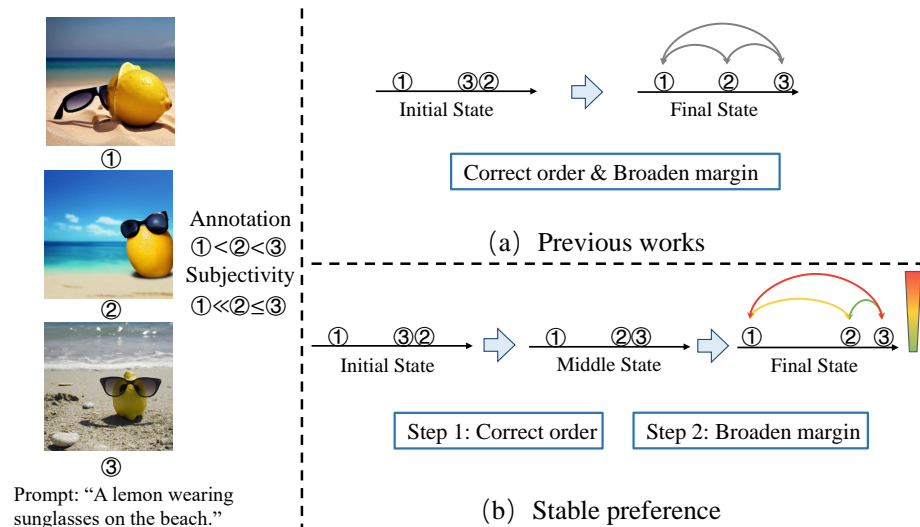 ①
②
③
Annotation
①<②<③
Subjectivity
①≪②≤③
Prompt: “A lemon wearing
sunglasses on the beach.”
① ③②
Initial State
① ② ③
Final State
Correct order & Broaden margin
(a) Previous works
① ③②
Initial State
① ②③
Middle State
① ② ③
Final State
Step 1: Correct order
Step 2: Broaden margin
(b) Stable preference